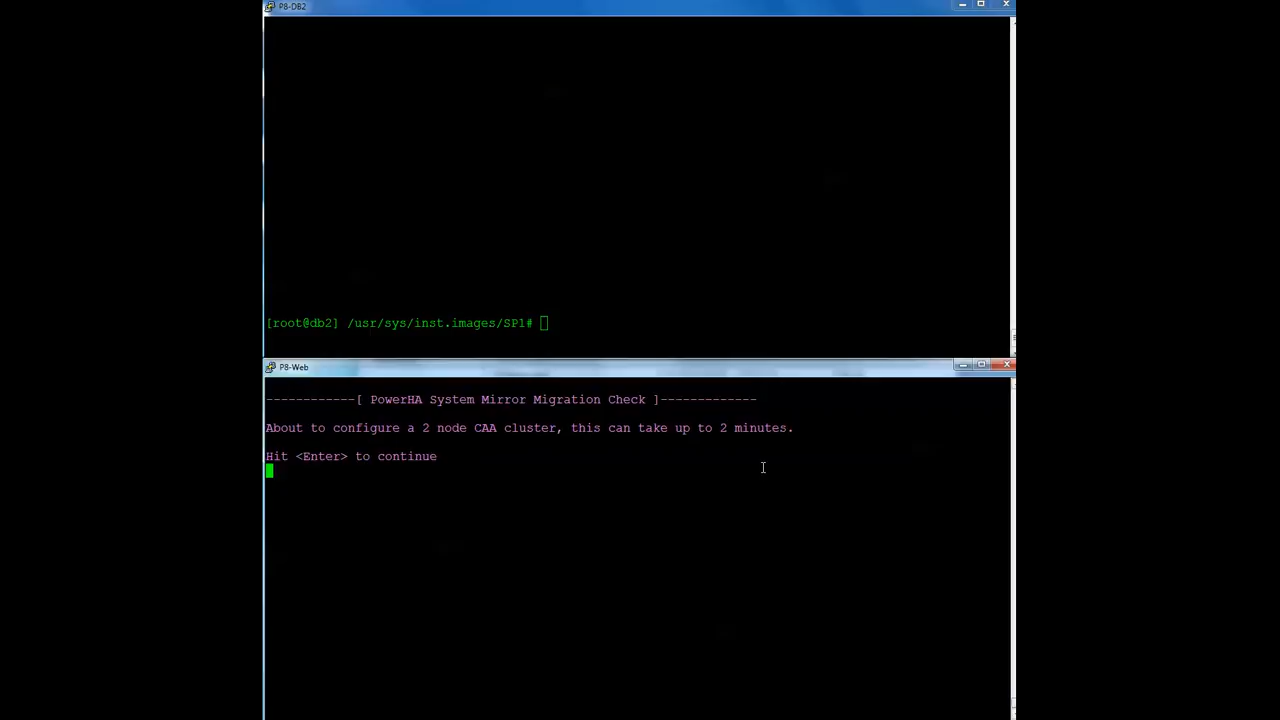 P8-DB2
[root@db2] /usr/sys/inst.images/SP1#
P8-Web
------------[ PowerHA System Mirror Migration Check ]-------------
About to configure a 2 node CAA cluster, this can take up to 2 minutes.
Hit <Enter> to continue